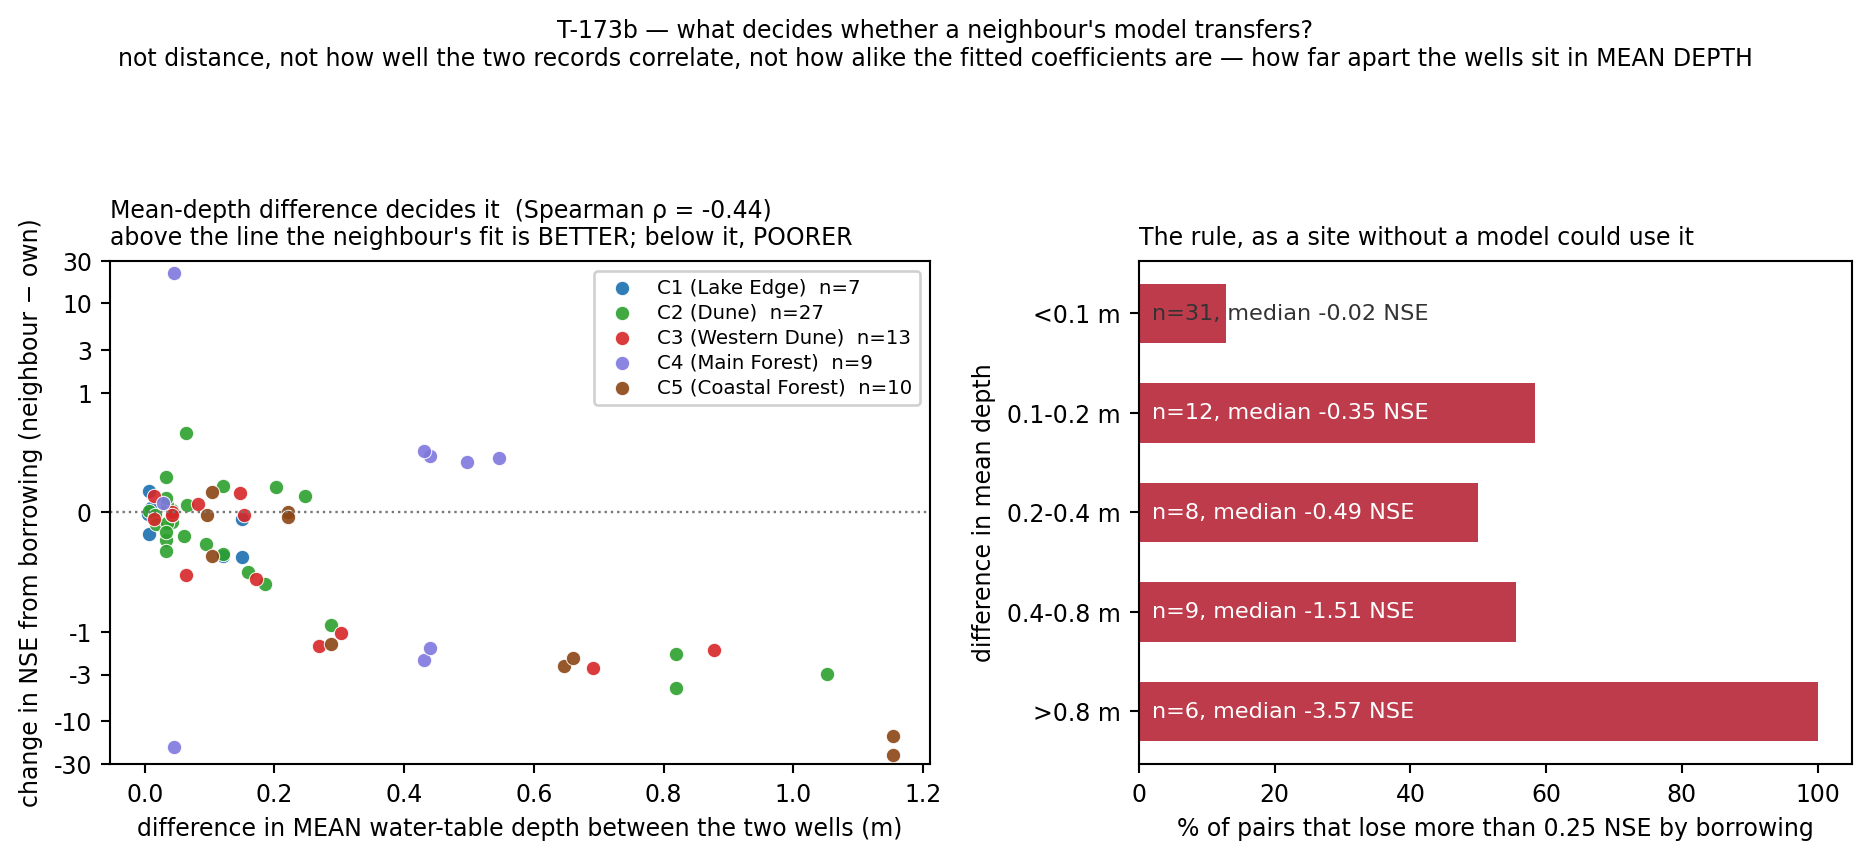 T-173b — what decides whether a neighbour's model transfers?
not distance, not how well the two records correlate, not how alike the fitted coefficients are — how far apart the wells sit in MEAN DEPTH
Mean-depth difference decides it  (Spearman ρ = -0.44)
above the line the neighbour's fit is BETTER; below it, POORER
change in NSE from borrowing (neighbour − own)
30
10
3
1
0
-1
-3
-10
-30
C1 (Lake Edge)  n=7
C2 (Dune)  n=27
C3 (Western Dune)  n=13
C4 (Main Forest)  n=9
C5 (Coastal Forest)  n=10
0.0 0.2 0.4 0.6 0.8 1.0 1.2
difference in MEAN water-table depth between the two wells (m)
The rule, as a site without a model could use it
difference in mean depth
<0.1 m
n=31, median -0.02 NSE
0.1-0.2 m
n=12, median -0.35 NSE
0.2-0.4 m
n=8, median -0.49 NSE
0.4-0.8 m
n=9, median -1.51 NSE
>0.8 m
n=6, median -3.57 NSE
0 20 40 60 80 100
% of pairs that lose more than 0.25 NSE by borrowing